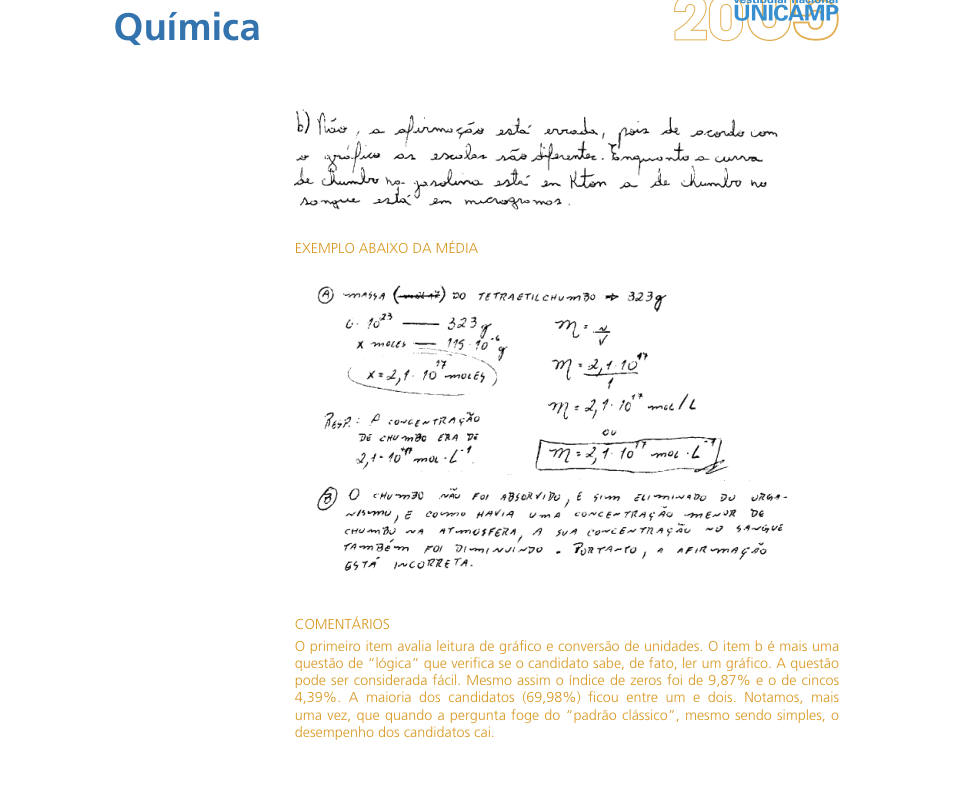 Química
vestibular nacional
UNICAMP
2005
b) Não, a afirmação está errada, pois de acordo com
o gráfico as escalas são diferentes. Enquanto a curva
de chumbo na gasolina está em Kton a de chumbo no
sangue está em microgramas.
EXEMPLO ABAIXO DA MÉDIA
A MASSA ( ) DO TETRAETILCHUMBO → 323g
6·10²³ — 323g
x moles — 115·10⁻⁶g
x = 2,1·10¹⁷ moles
M = n/V
M = 2,1·10¹⁷/1
M = 2,1·10¹⁷ mol/L
ou
M = 2,1·10¹⁷ mol·L⁻¹
RESP.: A CONCENTRAÇÃO
DE CHUMBO ERA DE
2,1·10¹⁷ mol·L⁻¹
B O CHUMBO NÃO FOI ABSORVIDO, E SIM ELIMINADO DO ORGA-
NISMO, E COMO HAVIA UMA CONCENTRAÇÃO MENOR DE
CHUMBO NA ATMOSFERA, A SUA CONCENTRAÇÃO NO SANGUE
TAMBÉM FOI DIMINUINDO. PORTANTO, A AFIRMAÇÃO
ESTÁ INCORRETA.
COMENTÁRIOS
O primeiro item avalia leitura de gráfico e conversão de unidades. O item b é mais uma
questão de “lógica” que verifica se o candidato sabe, de fato, ler um gráfico. A questão
pode ser considerada fácil. Mesmo assim o índice de zeros foi de 9,87% e o de cincos
4,39%. A maioria dos candidatos (69,98%) ficou entre um e dois. Notamos, mais
uma vez, que quando a pergunta foge do “padrão clássico”, mesmo sendo simples, o
desempenho dos candidatos cai.